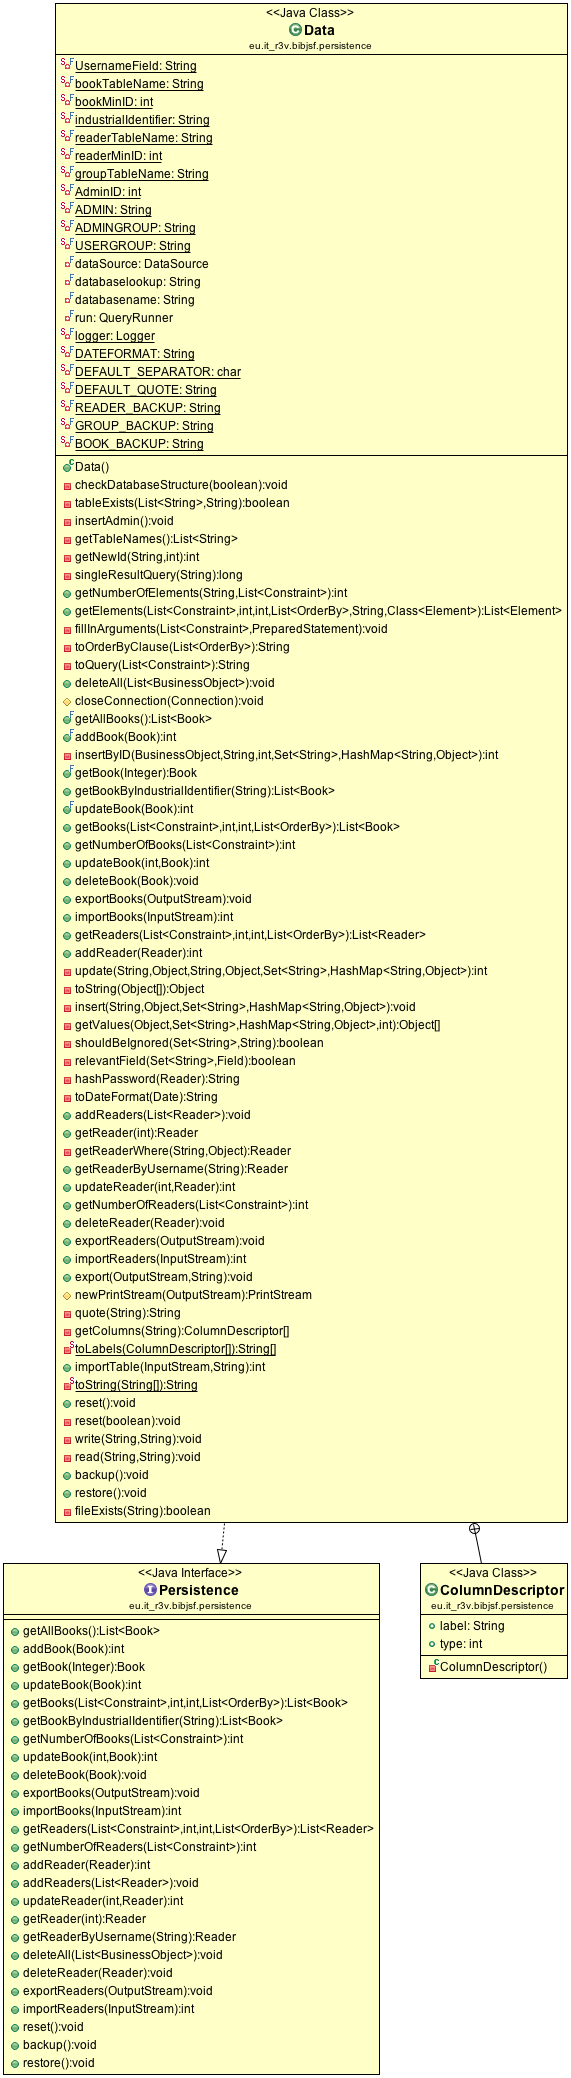 <<Java Class>>
Data
eu.it_r3v.bibjsf.persistence
UsernameField: String
bookTableName: String
bookMinID: int
industrialIdentifier: String
readerTableName: String
readerMinID: int
groupTableName: String
AdminID: int
ADMIN: String
ADMINGROUP: String
USERGROUP: String
dataSource: DataSource
databaselookup: String
databasename: String
run: QueryRunner
logger: Logger
DATEFORMAT: String
DEFAULT_SEPARATOR: char
DEFAULT_QUOTE: String
READER_BACKUP: String
GROUP_BACKUP: String
BOOK_BACKUP: String
Data()
checkDatabaseStructure(boolean):void
tableExists(List<String>,String):boolean
insertAdmin():void
getTableNames():List<String>
getNewId(String,int):int
singleResultQuery(String):long
getNumberOfElements(String,List<Constraint>):int
getElements(List<Constraint>,int,int,List<OrderBy>,String,Class<Element>):List<Element>
fillInArguments(List<Constraint>,PreparedStatement):void
toOrderByClause(List<OrderBy>):String
toQuery(List<Constraint>):String
deleteAll(List<BusinessObject>):void
closeConnection(Connection):void
getAllBooks():List<Book>
addBook(Book):int
insertByID(BusinessObject,String,int,Set<String>,HashMap<String,Object>):int
getBook(Integer):Book
getBookByIndustrialIdentifier(String):List<Book>
updateBook(Book):int
getBooks(List<Constraint>,int,int,List<OrderBy>):List<Book>
getNumberOfBooks(List<Constraint>):int
updateBook(int,Book):int
deleteBook(Book):void
exportBooks(OutputStream):void
importBooks(InputStream):int
getReaders(List<Constraint>,int,int,List<OrderBy>):List<Reader>
addReader(Reader):int
update(String,Object,String,Object,Set<String>,HashMap<String,Object>):int
toString(Object[]):Object
insert(String,Object,Set<String>,HashMap<String,Object>):void
getValues(Object,Set<String>,HashMap<String,Object>,int):Object[]
shouldBeIgnored(Set<String>,String):boolean
relevantField(Set<String>,Field):boolean
hashPassword(Reader):String
toDateFormat(Date):String
addReaders(List<Reader>):void
getReader(int):Reader
getReaderWhere(String,Object):Reader
getReaderByUsername(String):Reader
updateReader(int,Reader):int
getNumberOfReaders(List<Constraint>):int
deleteReader(Reader):void
exportReaders(OutputStream):void
importReaders(InputStream):int
export(OutputStream,String):void
newPrintStream(OutputStream):PrintStream
quote(String):String
getColumns(String):ColumnDescriptor[]
toLabels(ColumnDescriptor[]):String[]
importTable(InputStream,String):int
toString(String[]):String
reset():void
reset(boolean):void
write(String,String):void
read(String,String):void
backup():void
restore():void
fileExists(String):boolean
<<Java Interface>>
Persistence
eu.it_r3v.bibjsf.persistence
getAllBooks():List<Book>
addBook(Book):int
getBook(Integer):Book
updateBook(Book):int
getBooks(List<Constraint>,int,int,List<OrderBy>):List<Book>
getBookByIndustrialIdentifier(String):List<Book>
getNumberOfBooks(List<Constraint>):int
updateBook(int,Book):int
deleteBook(Book):void
exportBooks(OutputStream):void
importBooks(InputStream):int
getReaders(List<Constraint>,int,int,List<OrderBy>):List<Reader>
getNumberOfReaders(List<Constraint>):int
addReader(Reader):int
addReaders(List<Reader>):void
updateReader(int,Reader):int
getReader(int):Reader
getReaderByUsername(String):Reader
deleteAll(List<BusinessObject>):void
deleteReader(Reader):void
exportReaders(OutputStream):void
importReaders(InputStream):int
reset():void
backup():void
restore():void
<<Java Class>>
ColumnDescriptor
eu.it_r3v.bibjsf.persistence
label: String
type: int
ColumnDescriptor()